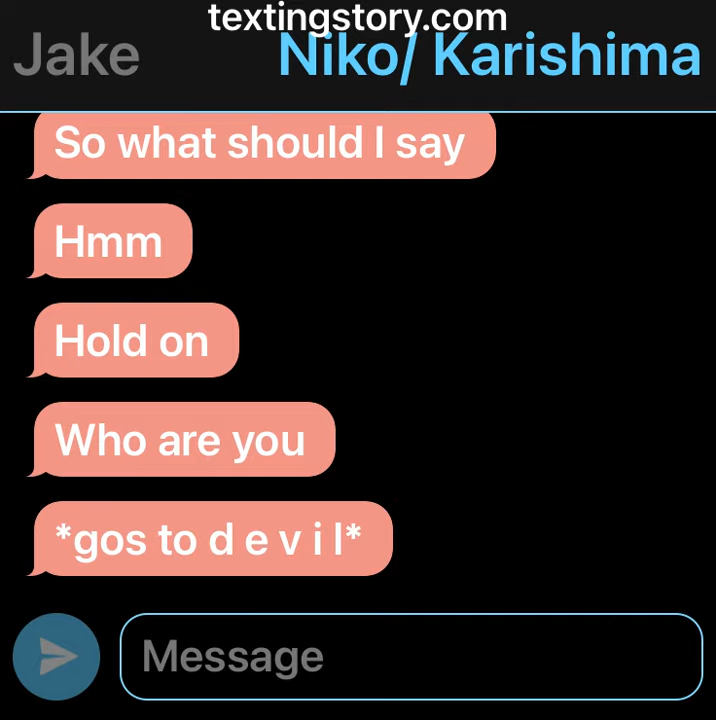 textingstory.com
Jake Niko/ Karishima
So what should I say
Hmm
Hold on
Who are you
*gos to d e v i l*
Message